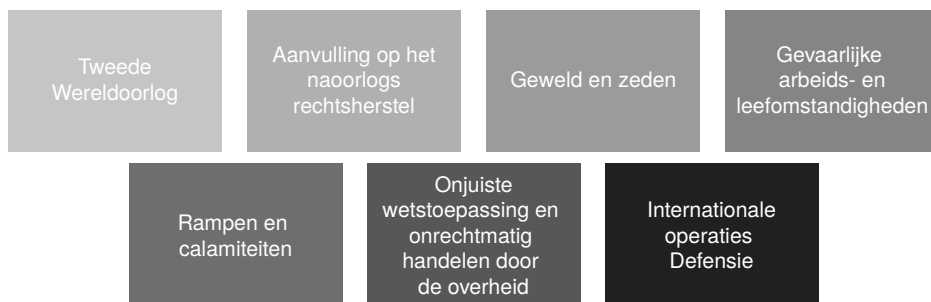 Tweede
Wereldoorlog
Aanvulling op het
naoorlogs
rechtsherstel
Geweld en zeden
Gevaarlijke
arbeids- en
leefomstandigheden
Rampen en
calamiteiten
Onjuiste
wetstoepassing en
onrechtmatig
handelen door
de overheid
Internationale
operaties
Defensie